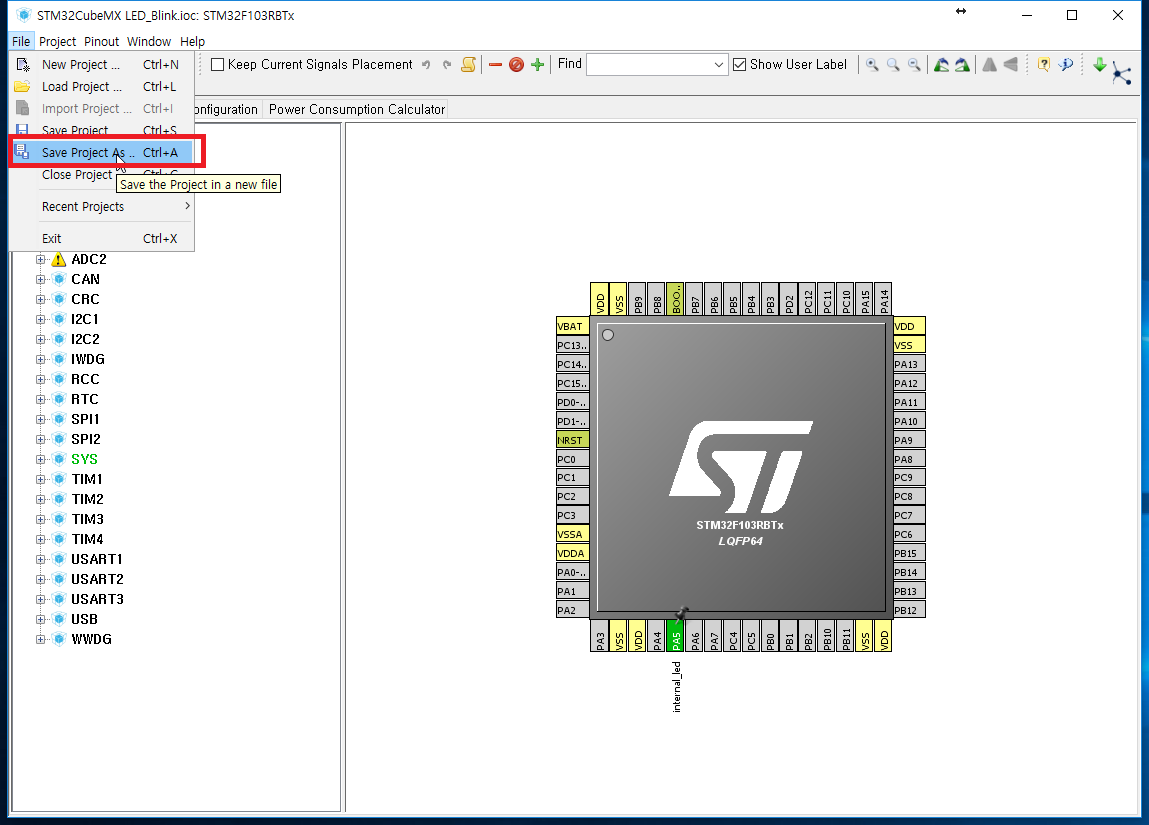 STM32CubeMX LED_Blink.ioc: STM32F103RBTx
File Project Pinout Window Help
New Project ... Ctrl+N
Keep Current Signals Placement
Find
Show User Label
Load Project ... Ctrl+L
Import Project ... Ctrl+I
onfiguration Power Consumption Calculator
Save Project Ctrl+S
Save Project As .. Ctrl+A
Close Project
Save the Project in a new file
Recent Projects
Exit Ctrl+X
ADC2
CAN
CRC
I2C1
I2C2
IWDG
RCC
RTC
SPI1
SPI2
SYS
TIM1
TIM2
TIM3
TIM4
USART1
USART2
USART3
USB
WWDG
VDD VSS PB9 PB8 BOO.. PB7 PB6 PB5 PB4 PB3 PD2 PC12 PC11 PC10 PA15 PA14
VBAT
PC13..
PC14..
PC15..
PD0-..
PD1-..
NRST
PC0
PC1
PC2
PC3
VSSA
VDDA
PA0-..
PA1
PA2
ST
STM32F103RBTx
LQFP64
VDD
VSS
PA13
PA12
PA11
PA10
PA9
PA8
PC9
PC8
PC7
PC6
PB15
PB14
PB13
PB12
PA3 VSS VDD PA4 PA5 PA6 PA7 PC4 PC5 PB0 PB1 PB2 PB10 PB11 VSS VDD
internal_led